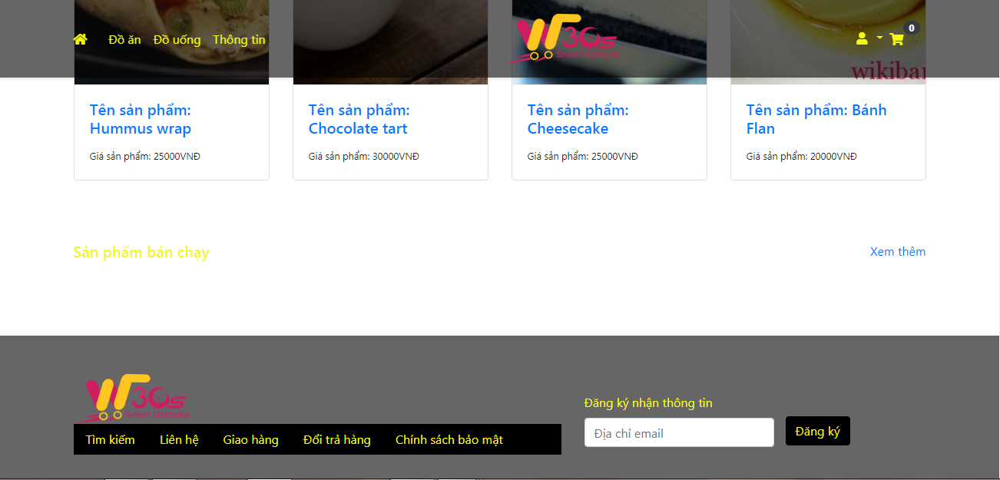 Đồ ăn Đồ uống Thông tin
W30s
Smart Website
0
wikibar
Tên sản phẩm:
Hummus wrap
Giá sản phẩm: 25000VNĐ
Tên sản phẩm:
Chocolate tart
Giá sản phẩm: 30000VNĐ
Tên sản phẩm:
Cheesecake
Giá sản phẩm: 25000VNĐ
Tên sản phẩm: Bánh
Flan
Giá sản phẩm: 20000VNĐ
Sản phẩm bán chạy
Xem thêm
W30s
Smart Website
Tìm kiếm Liên hệ Giao hàng Đổi trả hàng Chính sách bảo mật
Đăng ký nhận thông tin
Địa chỉ email
Đăng ký